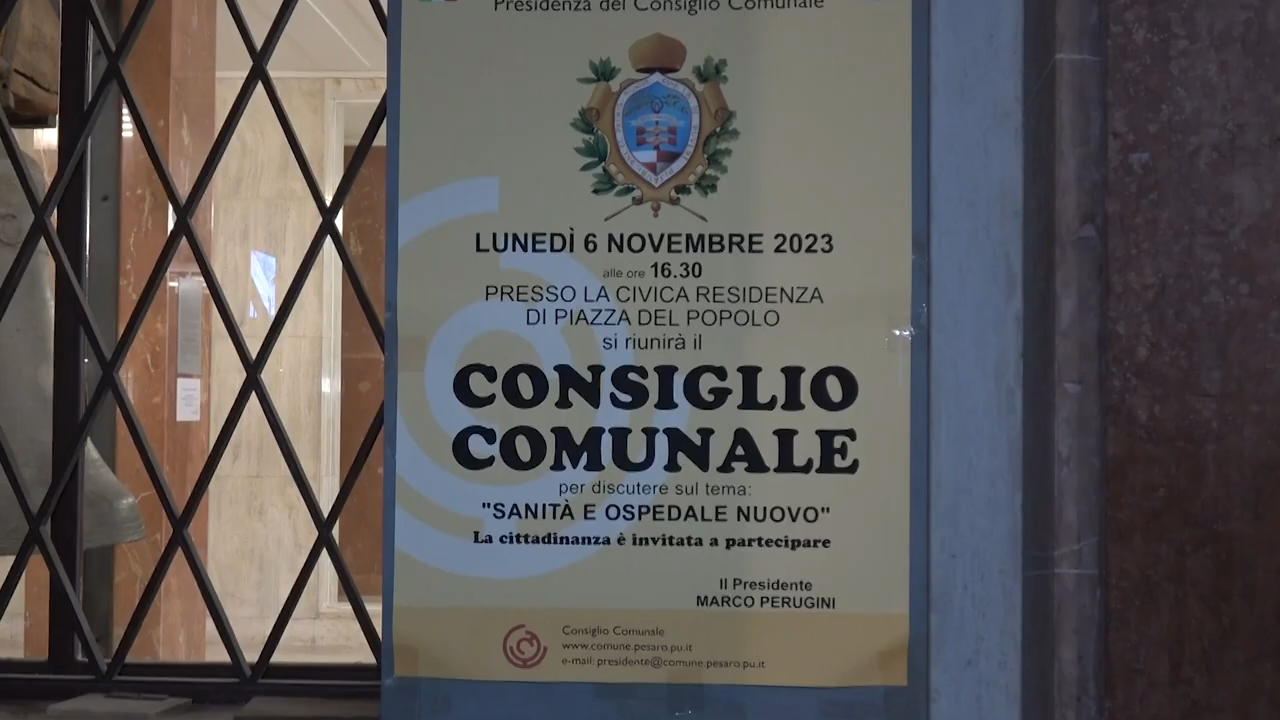 Presidenza del Consiglio Comunale
LUNEDÌ 6 NOVEMBRE 2023
alle ore 16.30
PRESSO LA CIVICA RESIDENZA
DI PIAZZA DEL POPOLO
si riunirà il
CONSIGLIO
COMUNALE
per discutere sul tema:
"SANITÀ E OSPEDALE NUOVO"
La cittadinanza è invitata a partecipare
Il Presidente
MARCO PERUGINI
Consiglio Comunale
www.comune.pesaro.pu.it
e-mail: presidente@comune.pesaro.pu.it